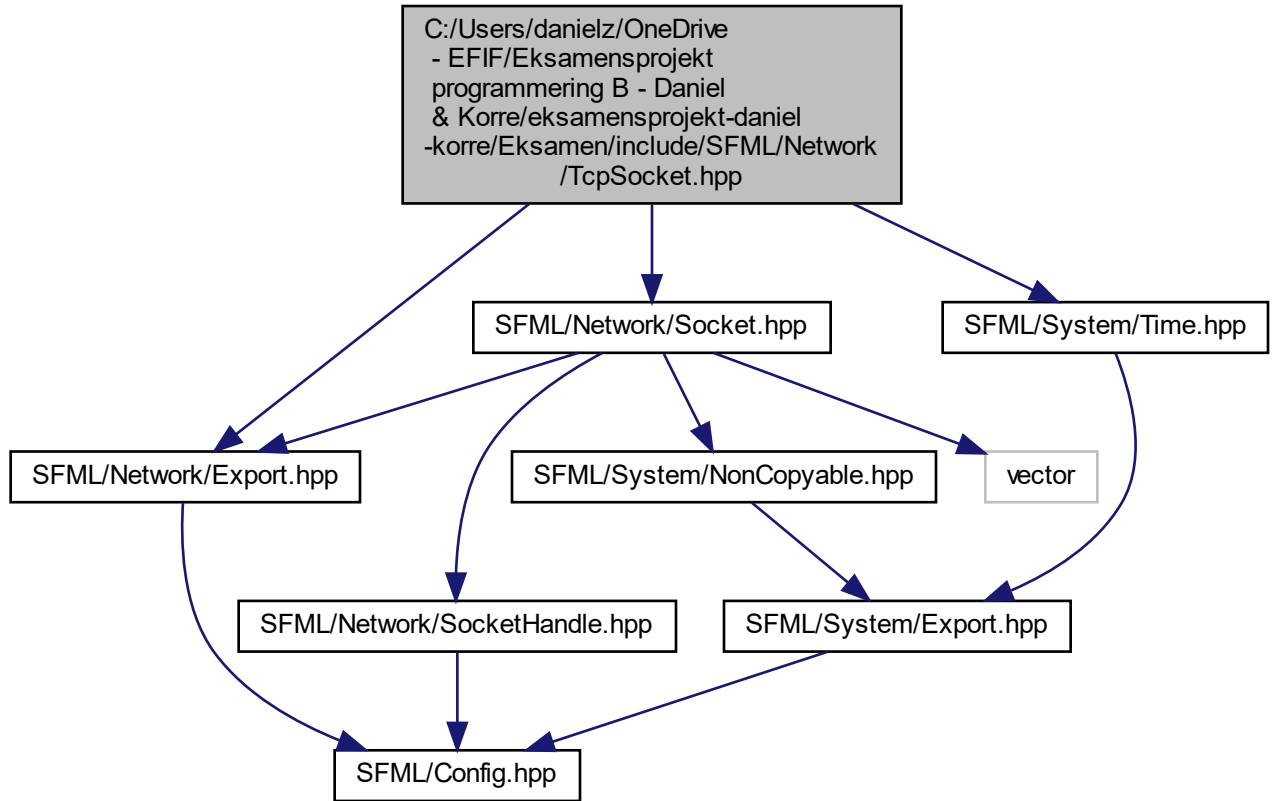 C:/Users/danielz/OneDrive
- EFIF/Eksamensprojekt
programmering B - Daniel
& Korre/eksamensprojekt-daniel
-korre/Eksamen/include/SFML/Network
/TcpSocket.hpp
SFML/Network/Socket.hpp
SFML/System/Time.hpp
SFML/Network/Export.hpp
SFML/System/NonCopyable.hpp
vector
SFML/Network/SocketHandle.hpp
SFML/System/Export.hpp
SFML/Config.hpp